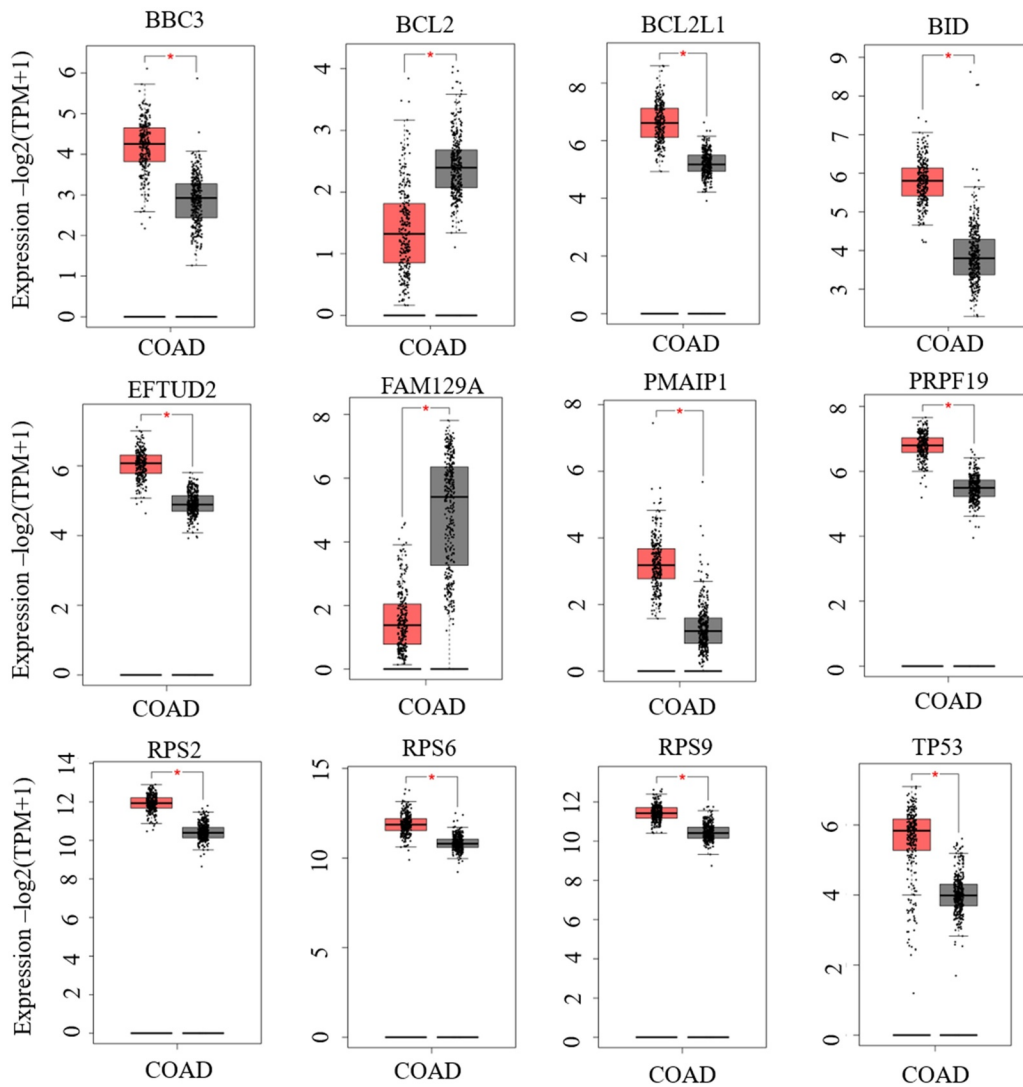 BBC3 BCL2 BCL2L1 BID
Expression –log2(TPM+1)
0 1 2 3 4 5 6
0 1 2 3 4
0 2 4 6 8
3 4 5 6 7 8 9
* * * *
COAD COAD COAD COAD
EFTUD2 FAM129A PMAIP1 PRPF19
Expression –log2(TPM+1)
0 2 4 6
0 2 4 6 8
0 2 4 6 8
0 2 4 6 8
* * * *
COAD COAD COAD COAD
RPS2 RPS6 RPS9 TP53
Expression –log2(TPM+1)
0 2 4 6 8 10 12 14
0 5 10 15
0 2 4 6 8 10 12
0 2 4 6
* * * *
COAD COAD COAD COAD